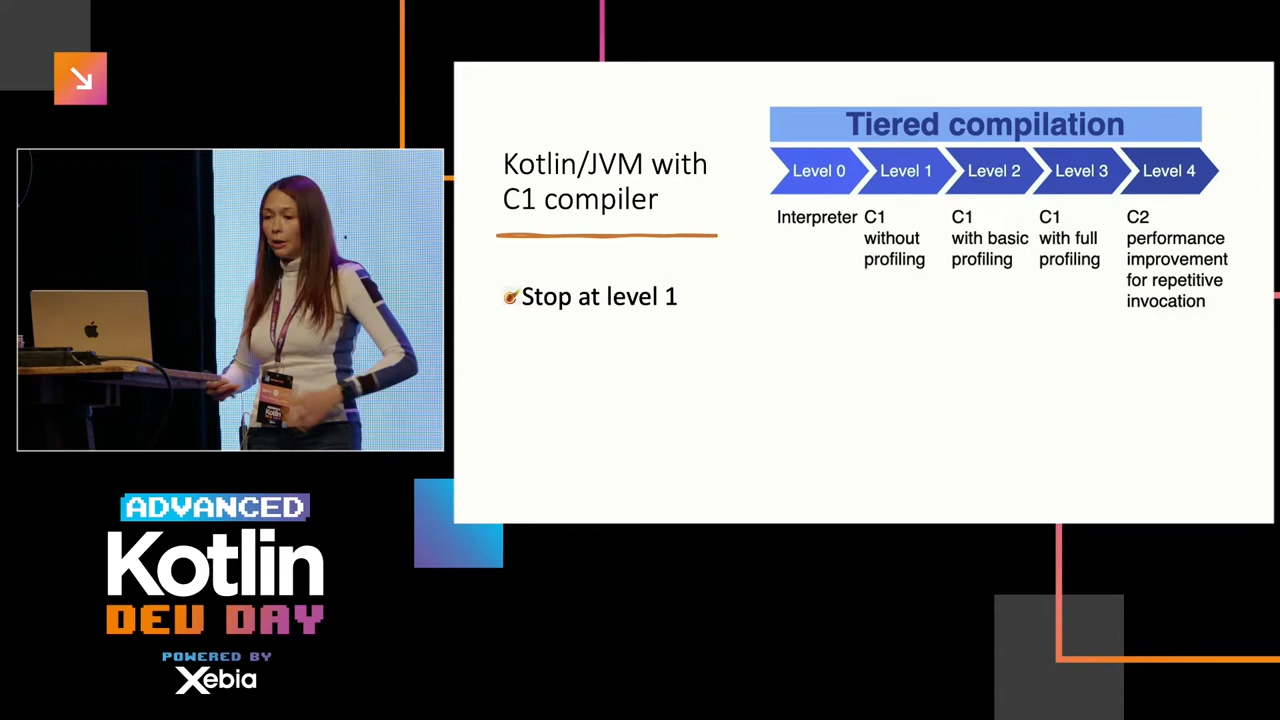 Kotlin/JVM with
C1 compiler
Stop at level 1
Tiered compilation
Level 0
Level 1
Level 2
Level 3
Level 4
Interpreter
C1
without
profiling
C1
with basic
profiling
C1
with full
profiling
C2
performance
improvement
for repetitive
invocation
ADVANCED
Kotlin
DEV DAY
POWERED BY
Xebia
Kotlin